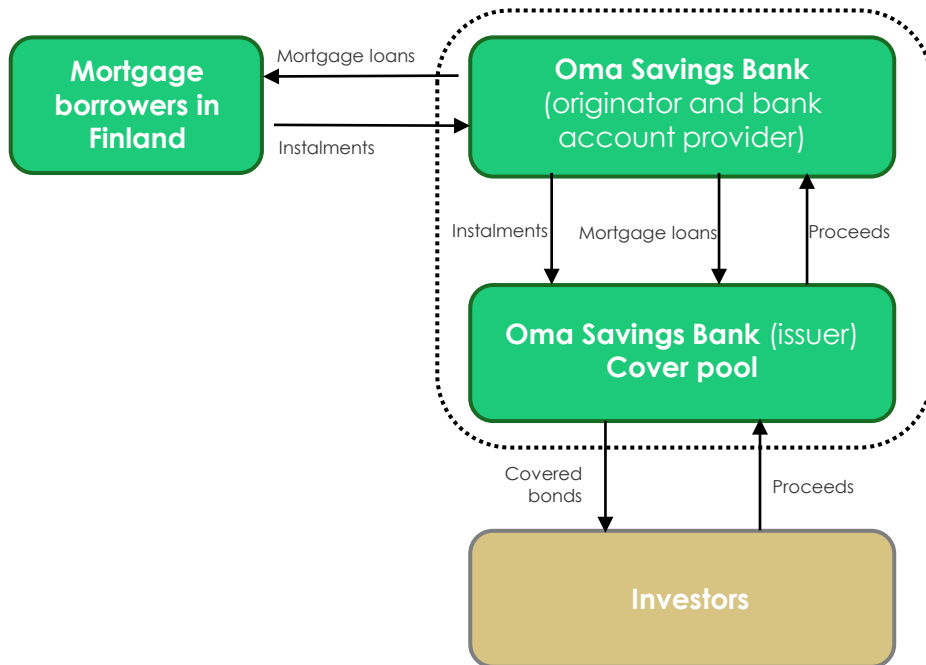 Mortgage
borrowers in
Finland
Mortgage loans
Instalments
Oma Savings Bank
(originator and bank
account provider)
Instalments
Mortgage loans
Proceeds
Oma Savings Bank (issuer)
Cover pool
Covered
bonds
Proceeds
Investors